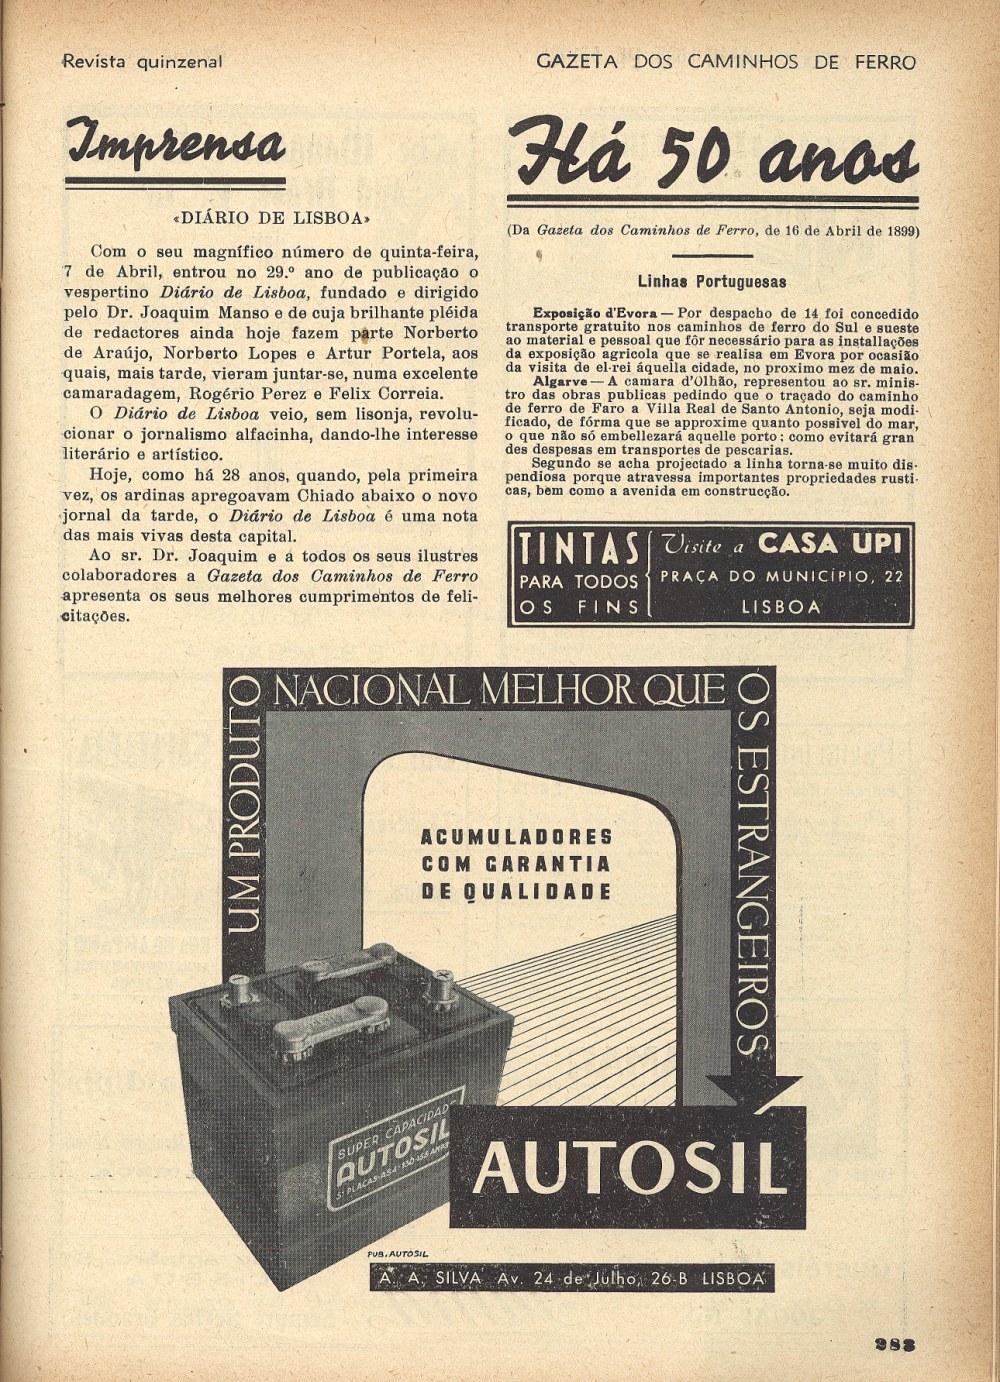 Revista quinzenal
GAZETA DOS CAMINHOS DE FERRO
Imprensa
«DIÁRIO DE LISBOA»
Com o seu magnífico número de quinta-feira,
7 de Abril, entrou no 29.º ano de publicação o
vespertino Diário de Lisboa, fundado e dirigido
pelo Dr. Joaquim Manso e de cuja brilhante pléida
de redactores ainda hoje fazem parte Norberto
de Araújo, Norberto Lopes e Artur Portela, aos
quais, mais tarde, vieram juntar-se, numa excelente
camaradagem, Rogério Perez e Felix Correia.
O Diário de Lisboa veio, sem lisonja, revolu-
cionar o jornalismo alfacinha, dando-lhe interesse
literário e artístico.
Hoje, como há 28 anos, quando, pela primeira
vez, os ardinas apregoavam Chiado abaixo o novo
jornal da tarde, o Diário de Lisboa é uma nota
das mais vivas desta capital.
Ao sr. Dr. Joaquim e a todos os seus ilustres
colaboradores a Gazeta dos Caminhos de Ferro
apresenta os seus melhores cumprimentos de feli-
citações.
Há 50 anos
(Da Gazeta dos Caminhos de Ferro, de 16 de Abril de 1899)
Linhas Portuguesas
Exposição d'Evora — Por despacho de 14 foi concedido
transporte gratuito nos caminhos de ferro do Sul e sueste
ao material e pessoal que fôr necessário para as installações
da exposição agricola que se realisa em Evora por ocasião
da visita de el-rei áquella cidade, no proximo mez de maio.
Algarve — A camara d'Olhão, representou ao sr. minis-
tro das obras publicas pedindo que o traçado do caminho
de ferro de Faro a Villa Real de Santo Antonio, seja modi-
ficado, de fórma que se approxime quanto possivel do mar,
o que não só embellezará aquelle porto; como evitará gran
des despesas em transportes de pescarias.
Segundo se acha projectado a linha torna-se muito dis-
pendiosa porque atravessa importantes propriedades rusti-
cas, bem como a avenida em construcção.
TINTAS
PARA TODOS
OS FINS
Visite a CASA UPI
PRAÇA DO MUNICÍPIO, 22
LISBOA
UM PRODUTO NACIONAL MELHOR QUE OS ESTRANGEIROS
ACUMULADORES
COM GARANTIA
DE QUALIDADE
SUPER CAPACIDADE
AUTOSIL
AUTOSIL
PUB. AUTOSIL
A. A. SILVA Av. 24 de Julho, 26-B LISBOA
283